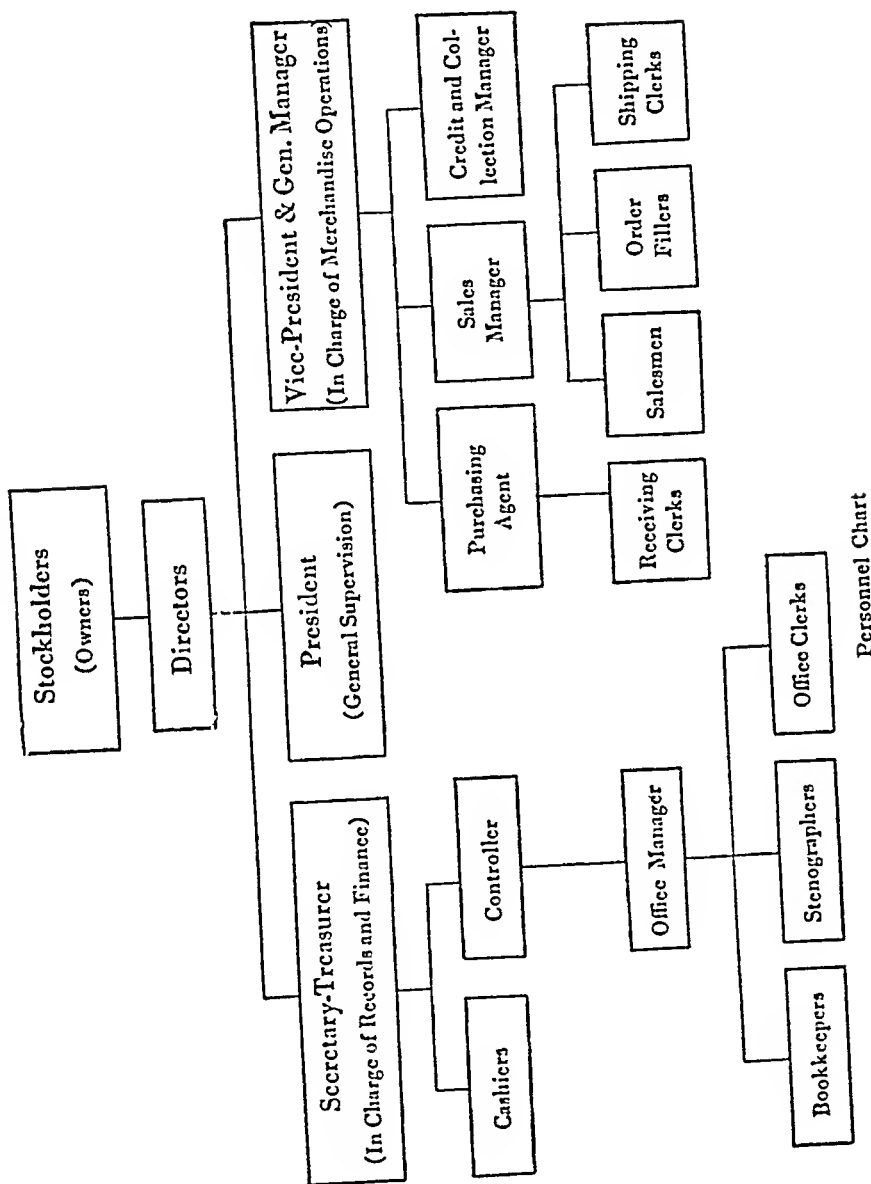 Stockholders
(Owners)
Directors
Secretary-Treasurer
(In Charge of Records and Finance)
President
(General Supervision)
Vice-President & Gen. Manager
(In Charge of Merchandise Operations)
Cashiers
Controller
Purchasing
Agent
Sales
Manager
Credit and Col-
lection Manager
Office Manager
Receiving
Clerks
Salesmen
Order
Fillers
Shipping
Clerks
Bookkeepers
Stenographers
Office Clerks
Personnel Chart